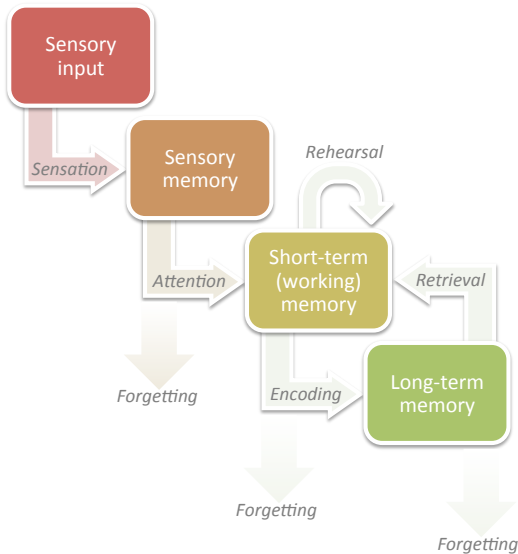 Sensory
input
Sensation
Sensory
memory
Rehearsal
Attention
Short-term
(working)
memory
Retrieval
Forgetting
Encoding
Long-term
memory
Forgetting
Forgetting